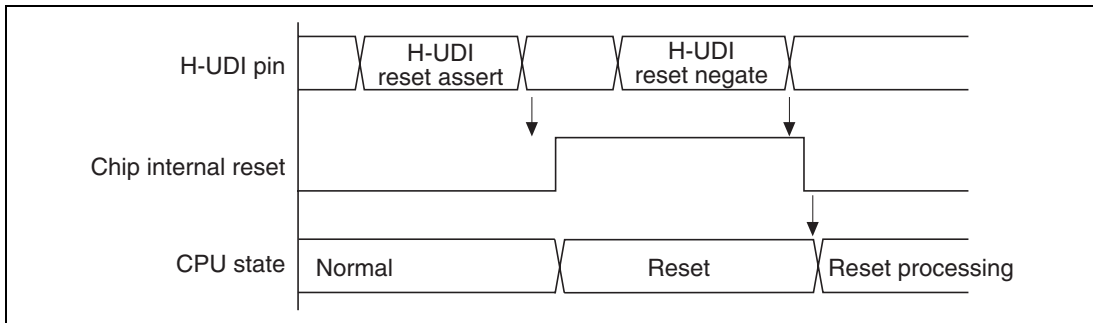 H-UDI pin
H-UDI
reset assert
H-UDI
reset negate
Chip internal reset
CPU state
Normal
Reset
Reset processing